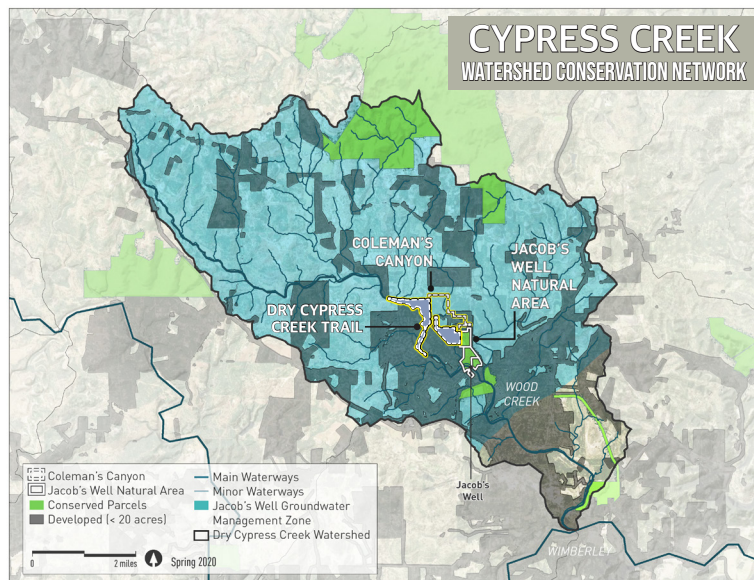 CYPRESS CREEK
WATERSHED CONSERVATION NETWORK
COLEMAN'S
CANYON
JACOB'S
WELL
NATURAL
AREA
DRY CYPRESS
CREEK TRAIL
WOOD
CREEK
Jacob's
Well
WIMBERLEY
Coleman's Canyon
Jacob's Well Natural Area
Conserved Parcels
Developed (< 20 acres)
Main Waterways
Minor Waterways
Jacob's Well Groundwater
Management Zone
Dry Cypress Creek Watershed
0 2 miles Spring 2020